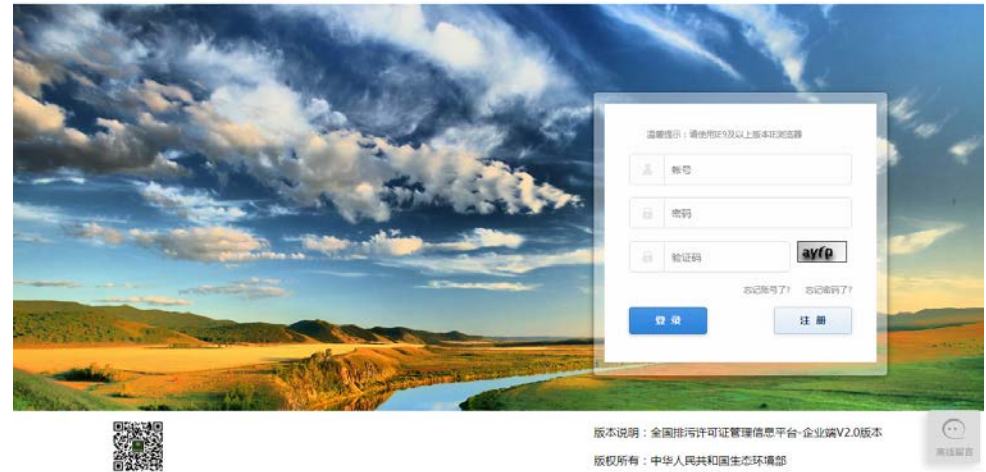 温馨提示：请使用IE9及以上版本IE浏览器
帐号
密码
验证码
ayfp
忘记账号了? 忘记密码了?
登 录
注 册
版本说明：全国排污许可证管理信息平台-企业端V2.0版本
版权所有：中华人民共和国生态环境部
离线留言